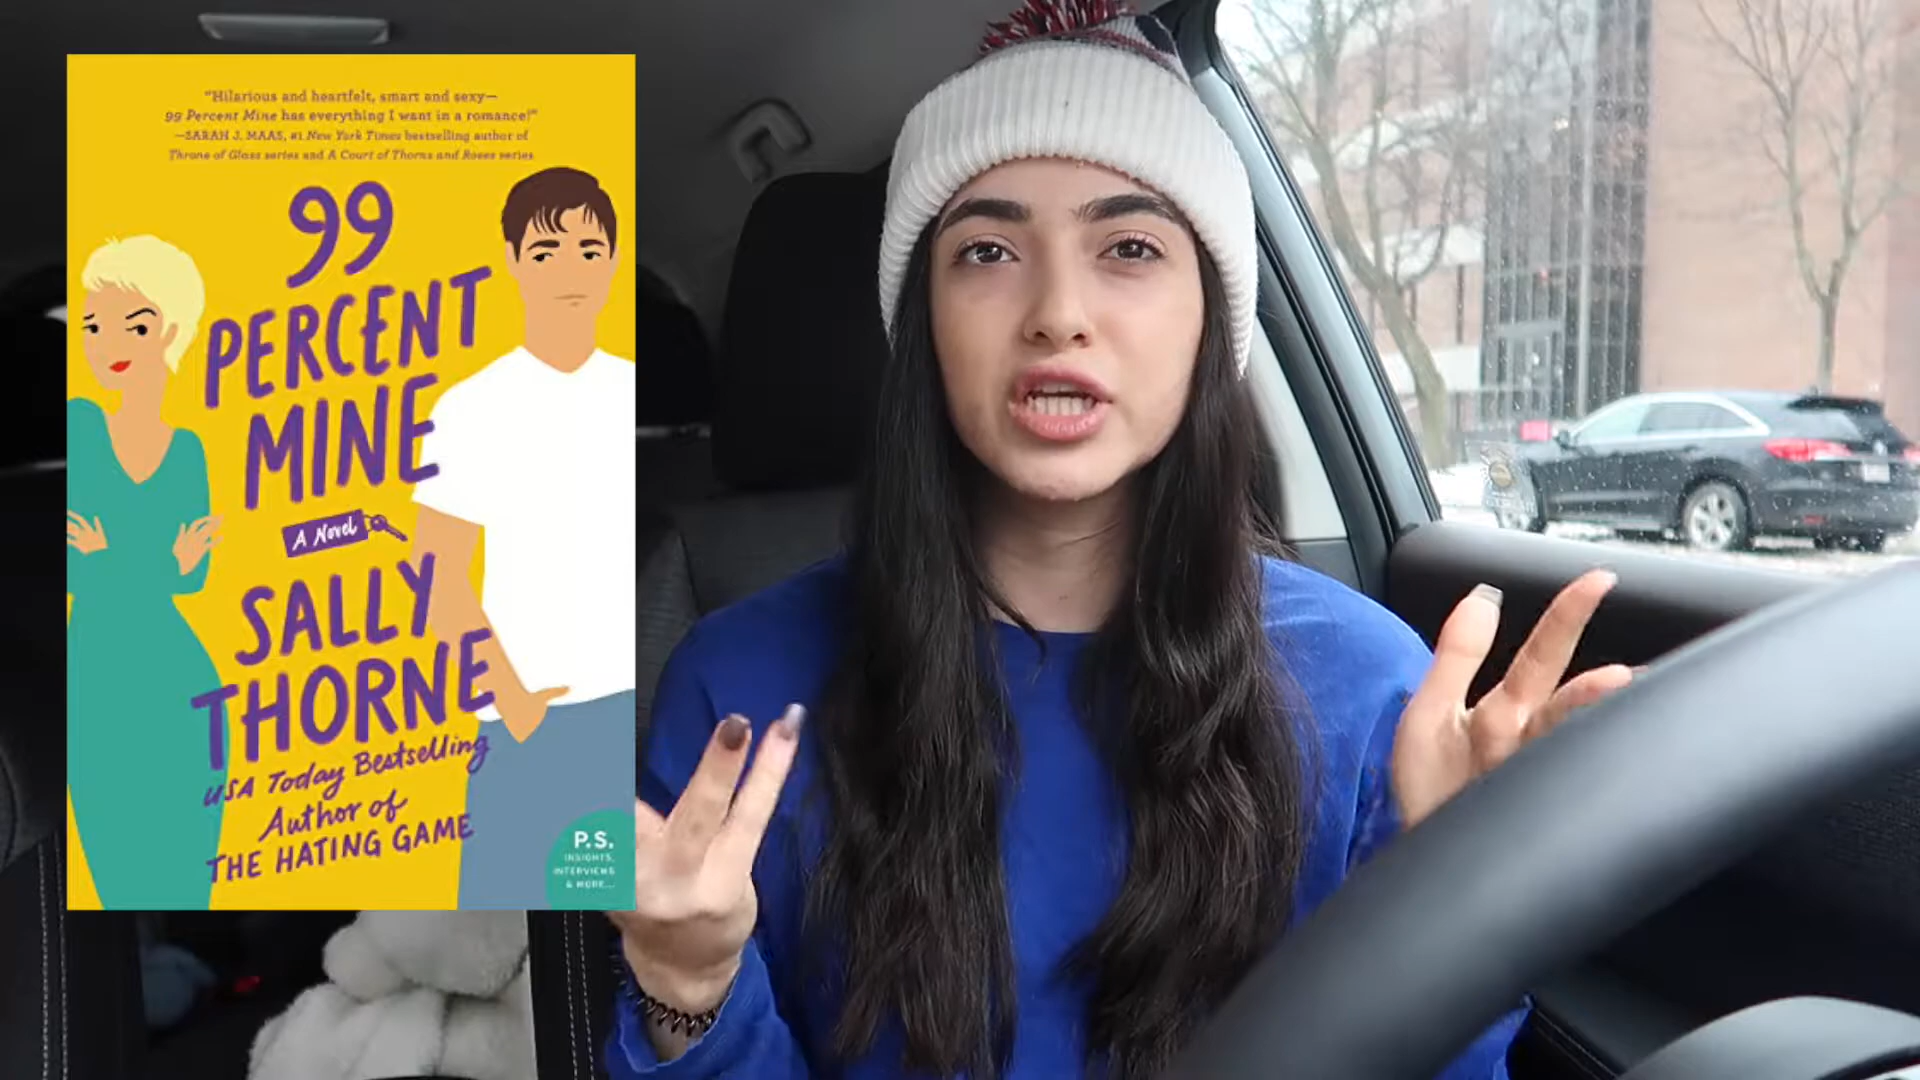 "Hilarious and heartfelt, smart and sexy—
99 Percent Mine has everything I want in a romance!"
—SARAH J. MAAS, #1 New York Times bestselling author of
Throne of Glass series and A Court of Thorns and Roses series
99
PERCENT
MINE
A Novel
SALLY
THORNE
USA Today Bestselling
Author of
THE HATING GAME
P.S.
INSIGHTS,
INTERVIEWS
& MORE...